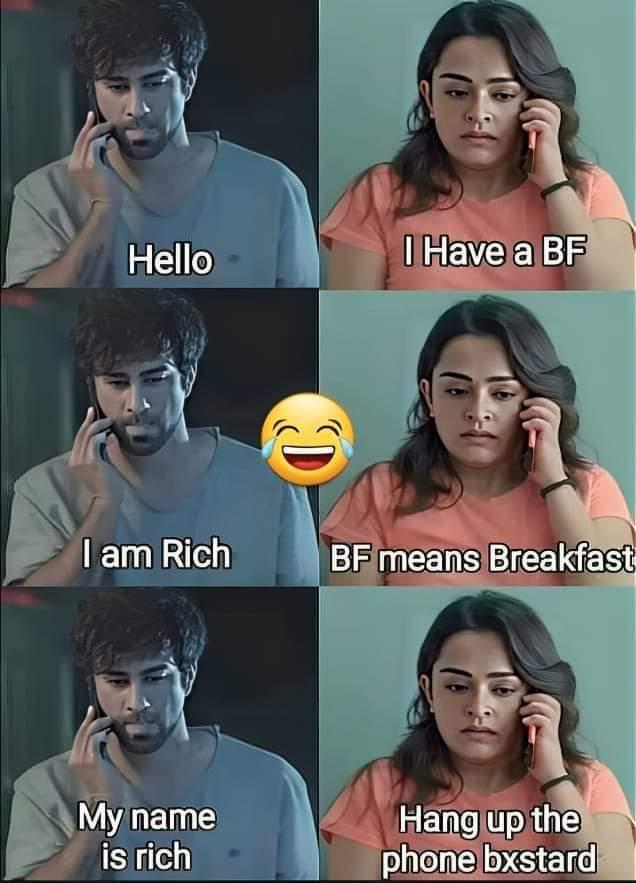 Hello
I Have a BF
I am Rich
BF means Breakfast
My name
is rich
Hang up the
phone bxstard